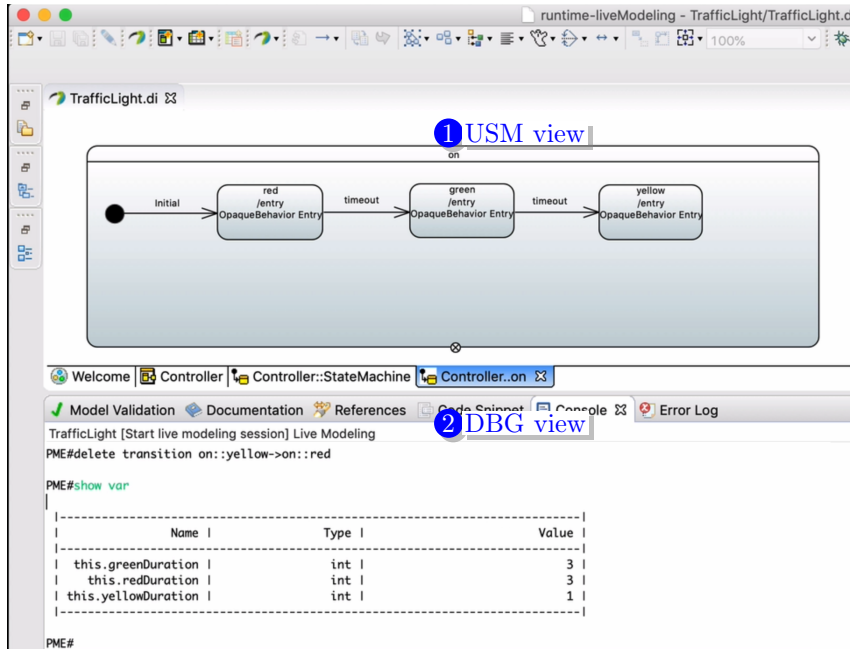 runtime-liveModeling - TrafficLight/TrafficLight.d
100%
TrafficLight.di
1 USM view
on
Initial
red
/entry
OpaqueBehavior Entry
timeout
green
/entry
OpaqueBehavior Entry
timeout
yellow
/entry
OpaqueBehavior Entry
Welcome Controller Controller::StateMachine Controller..on
Model Validation Documentation References Code Snippet Console Error Log
2 DBG view
TrafficLight [Start live modeling session] Live Modeling
PME#delete transition on::yellow->on::red
PME#show var
|---------------------------------------------------------------------------|
| Name | Type | Value |
|---------------------------------------------------------------------------|
| this.greenDuration | int | 3 |
| this.redDuration | int | 3 |
| this.yellowDuration | int | 1 |
|---------------------------------------------------------------------------|
PME#